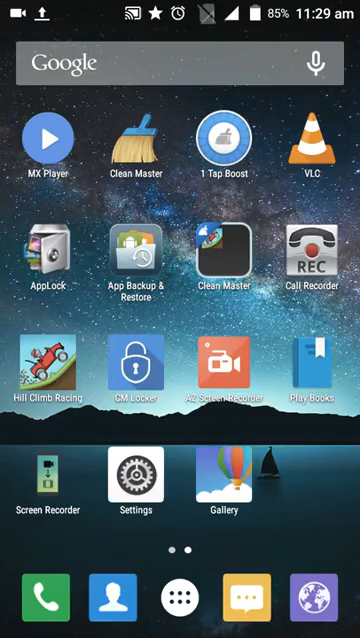 85% 11:29 am
Google
MX Player Clean Master 1 Tap Boost VLC
AppLock App Backup & Restore Clean Master Call Recorder
REC
Hill Climb Racing CM Locker AZ Screen Recorder Play Books
Screen Recorder Settings Gallery